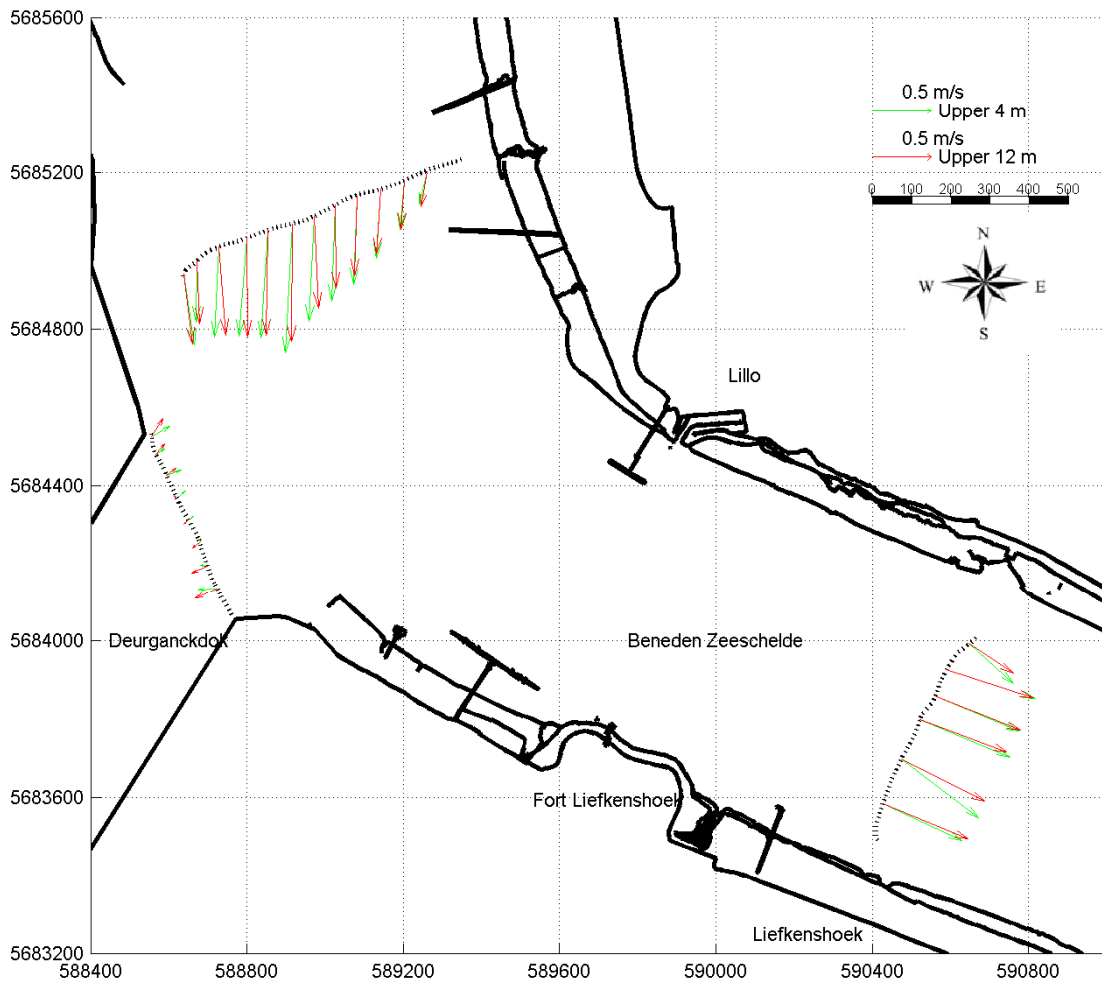 5685600
0.5 m/s
Upper 4 m
0.5 m/s
Upper 12 m
5685200
0 100 200 300 400 500
N
W E
S
5684800
Lillo
5684400
5684000
Deurganckdok
Beneden Zeeschelde
5683600
Fort Liefkenshoek
Liefkenshoek
5683200
588400 588800 589200 589600 590000 590400 590800